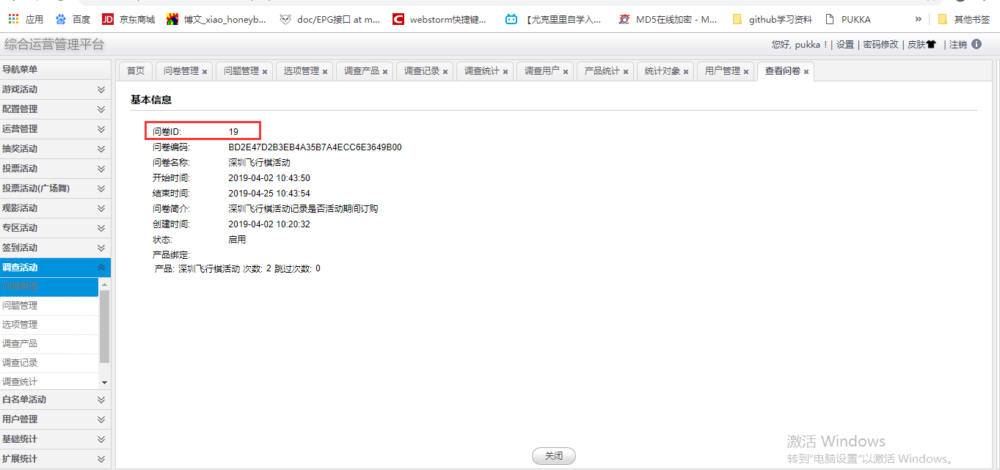 应用 百度 京东商城 博文_xiao_honeyb... doc/EPG接口 at m... webstorm快捷键... 【尤克里里自学入... MD5在线加密 - M... github学习资料 PUKKA » 其他书签
综合运营管理平台 您好, pukka ! | 设置 | 密码修改 | 皮肤 | 注销
导航菜单
首页 问卷管理 × 问题管理 × 选项管理 × 调查产品 × 调查记录 × 调查统计 × 调查用户 × 产品统计 × 统计对象 × 用户管理 × 查看问卷 ×
游戏活动
配置管理
运营管理
抽奖活动
投票活动
投票活动(广场舞)
观影活动
专区活动
签到活动
调查活动
问卷管理
问题管理
选项管理
调查产品
调查记录
调查统计
白名单活动
用户管理
基础统计
扩展统计
基本信息
问卷ID: 19
问卷编码: BD2E47D2B3EB4A35B7A4ECC6E3649B00
问卷名称: 深圳飞行棋活动
开始时间: 2019-04-02 10:43:50
结束时间: 2019-04-25 10:43:54
问卷简介: 深圳飞行棋活动记录是否活动期间订购
创建时间: 2019-04-02 10:20:32
状态: 启用
产品绑定:
产品: 深圳飞行棋活动 次数: 2 跳过次数: 0
关闭
激活 Windows
转到"电脑设置"以激活 Windows。